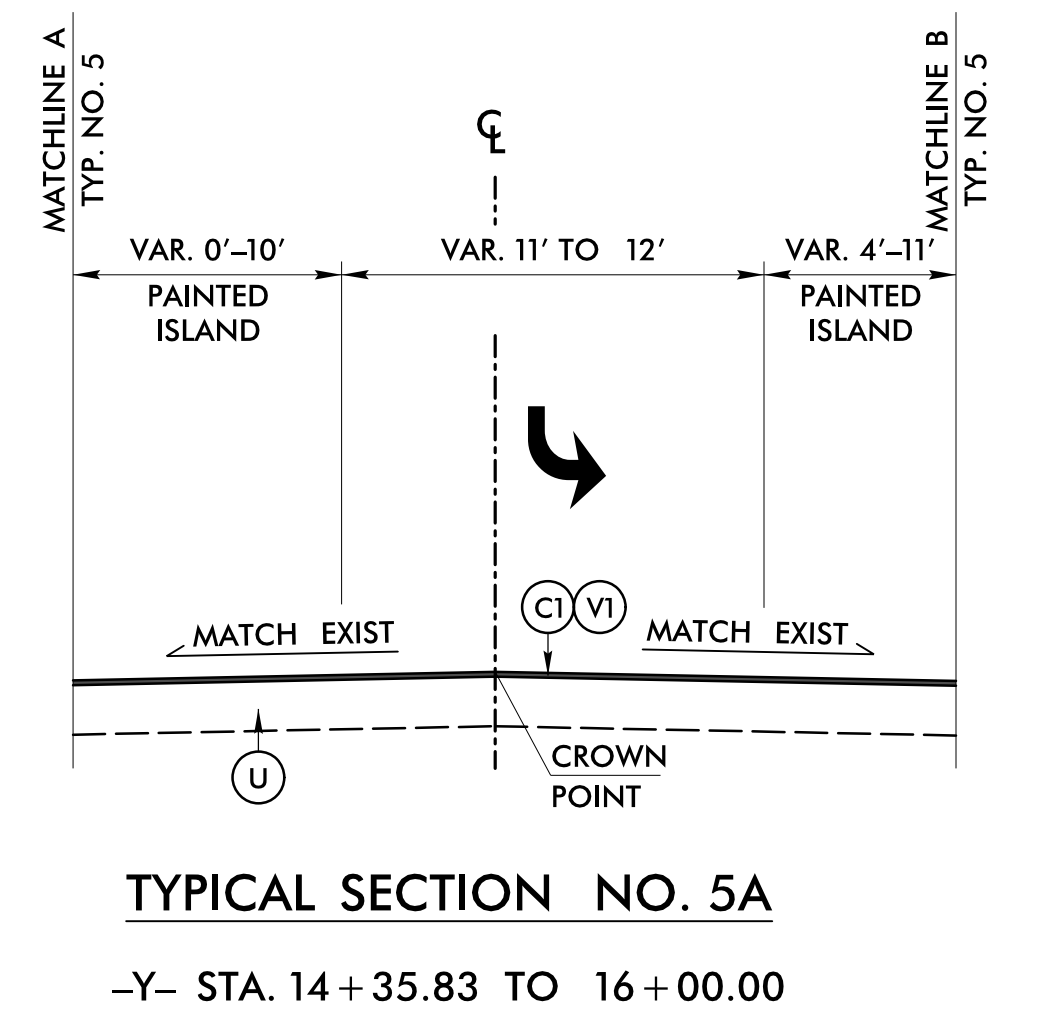 MATCHLINE A
TYP. NO. 5
MATCHLINE B
TYP. NO. 5
℄
VAR. 0'–10'
VAR. 11' TO 12'
VAR. 4'–11'
PAINTED
ISLAND
PAINTED
ISLAND
C1 V1
MATCH EXIST
MATCH EXIST
U
CROWN
POINT
TYPICAL SECTION NO. 5A
–Y– STA. 14+35.83 TO 16+00.00